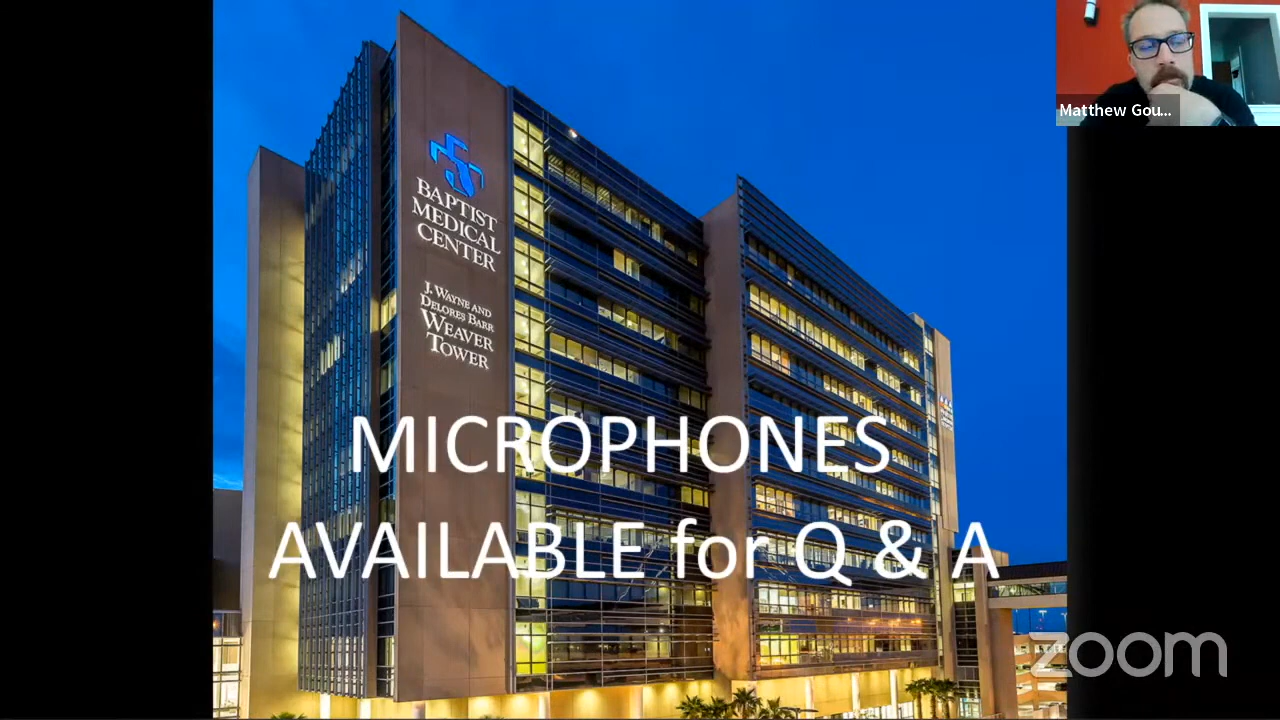 Matthew Gou...
BAPTIST
MEDICAL
CENTER
J. WAYNE AND
DELORES BARR
WEAVER
TOWER
MICROPHONES
AVAILABLE for Q & A
zoom